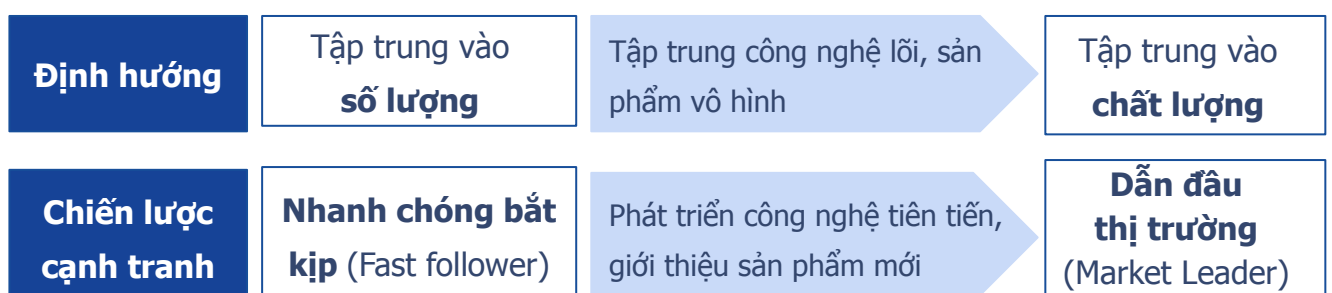 Định hướng
Tập trung vào
số lượng
Tập trung công nghệ lõi, sản
phẩm vô hình
Tập trung vào
chất lượng
Chiến lược
cạnh tranh
Nhanh chóng bắt
kịp (Fast follower)
Phát triển công nghệ tiên tiến,
giới thiệu sản phẩm mới
Dẫn đầu
thị trường
(Market Leader)